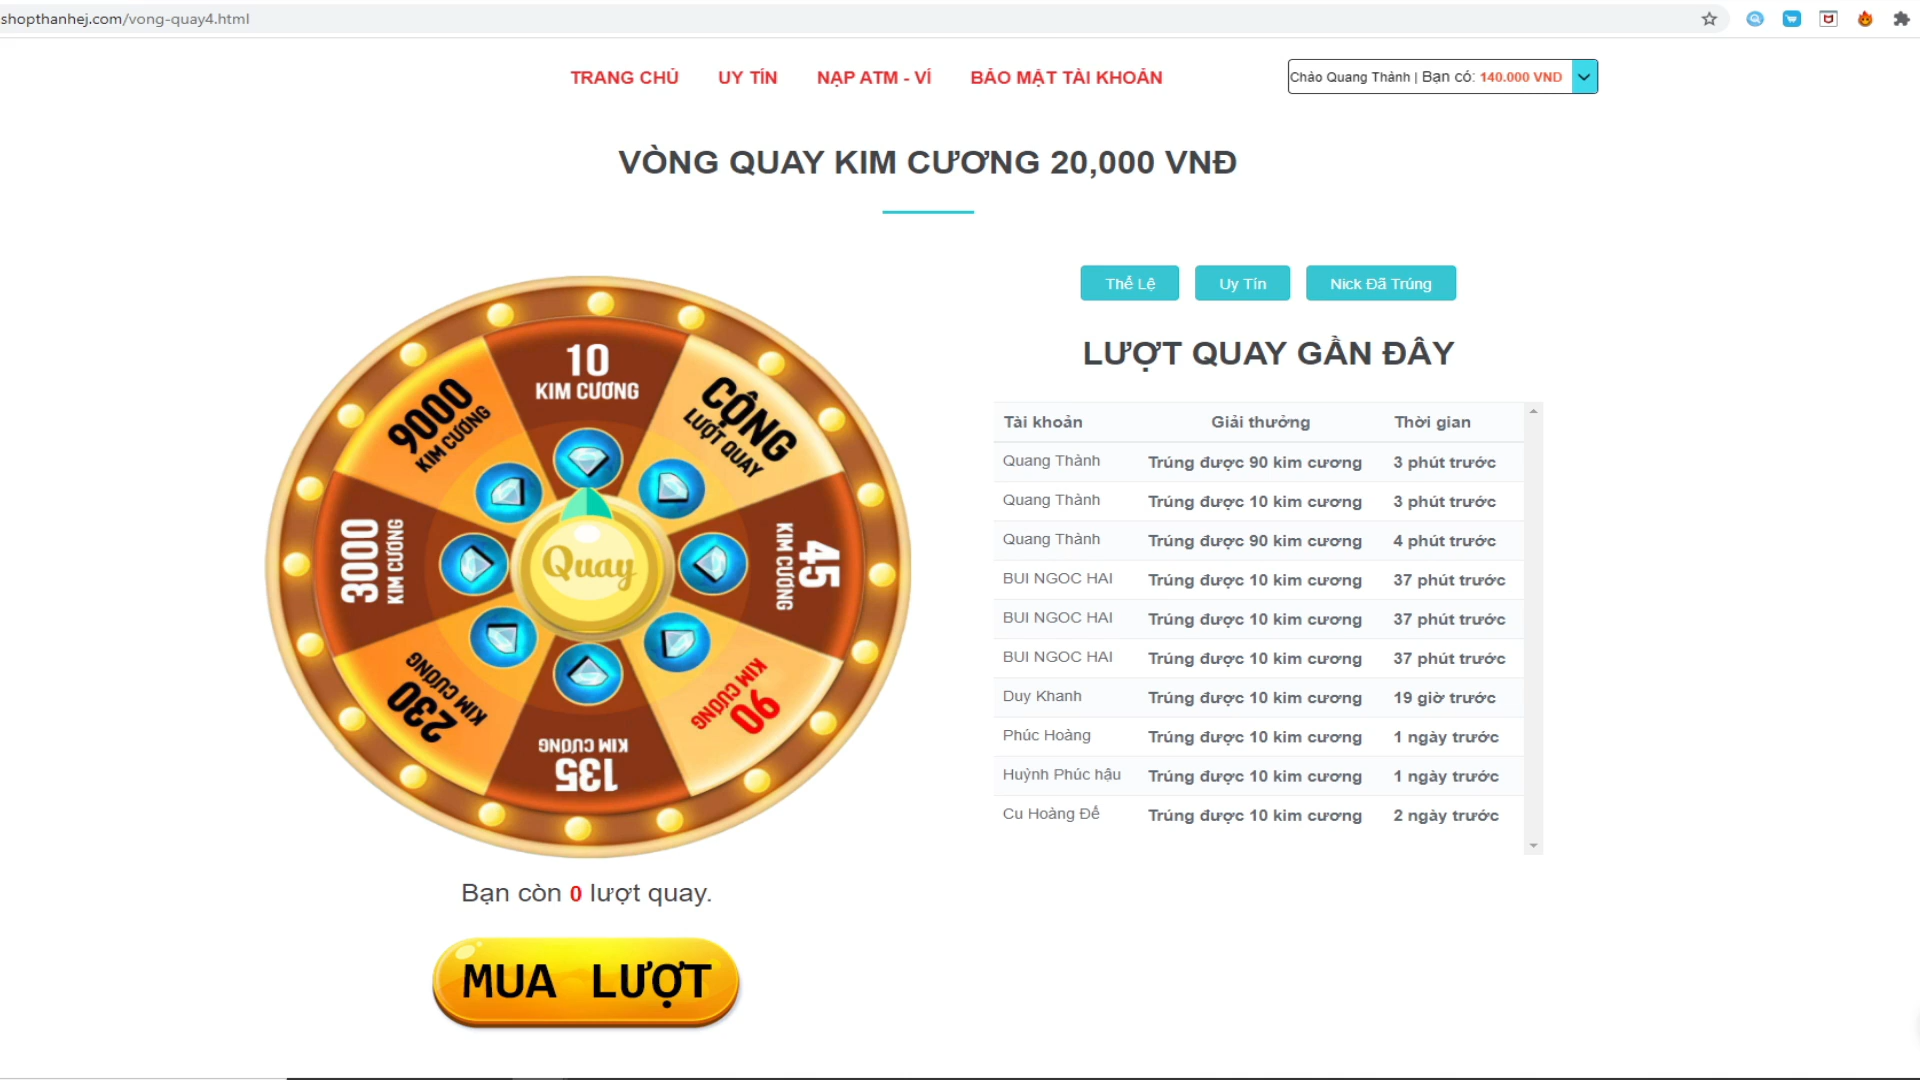 shopthanhej.com/vong-quay4.html
TRANG CHỦ UY TÍN NẠP ATM - VÍ BẢO MẬT TÀI KHOẢN
Chào Quang Thành | Bạn có: 140.000 VND
VÒNG QUAY KIM CƯƠNG 20,000 VNĐ
Thể Lệ Uy Tín Nick Đã Trúng
LƯỢT QUAY GẦN ĐÂY
Tài khoản Giải thưởng Thời gian
Quang Thành Trúng được 90 kim cương 3 phút trước
Quang Thành Trúng được 10 kim cương 3 phút trước
Quang Thành Trúng được 90 kim cương 4 phút trước
BUI NGOC HAI Trúng được 10 kim cương 37 phút trước
BUI NGOC HAI Trúng được 10 kim cương 37 phút trước
BUI NGOC HAI Trúng được 10 kim cương 37 phút trước
Duy Khanh Trúng được 10 kim cương 19 giờ trước
Phúc Hoàng Trúng được 10 kim cương 1 ngày trước
Huỳnh Phúc hậu Trúng được 10 kim cương 1 ngày trước
Cu Hoàng Đế Trúng được 10 kim cương 2 ngày trước
10
KIM CƯƠNG
CỘNG
LƯỢT QUAY
45
KIM CƯƠNG
90
KIM CƯƠNG
135
KIM CƯƠNG
230
KIM CƯƠNG
3000
KIM CƯƠNG
9000
KIM CƯƠNG
Quay
Bạn còn 0 lượt quay.
MUA LƯỢT